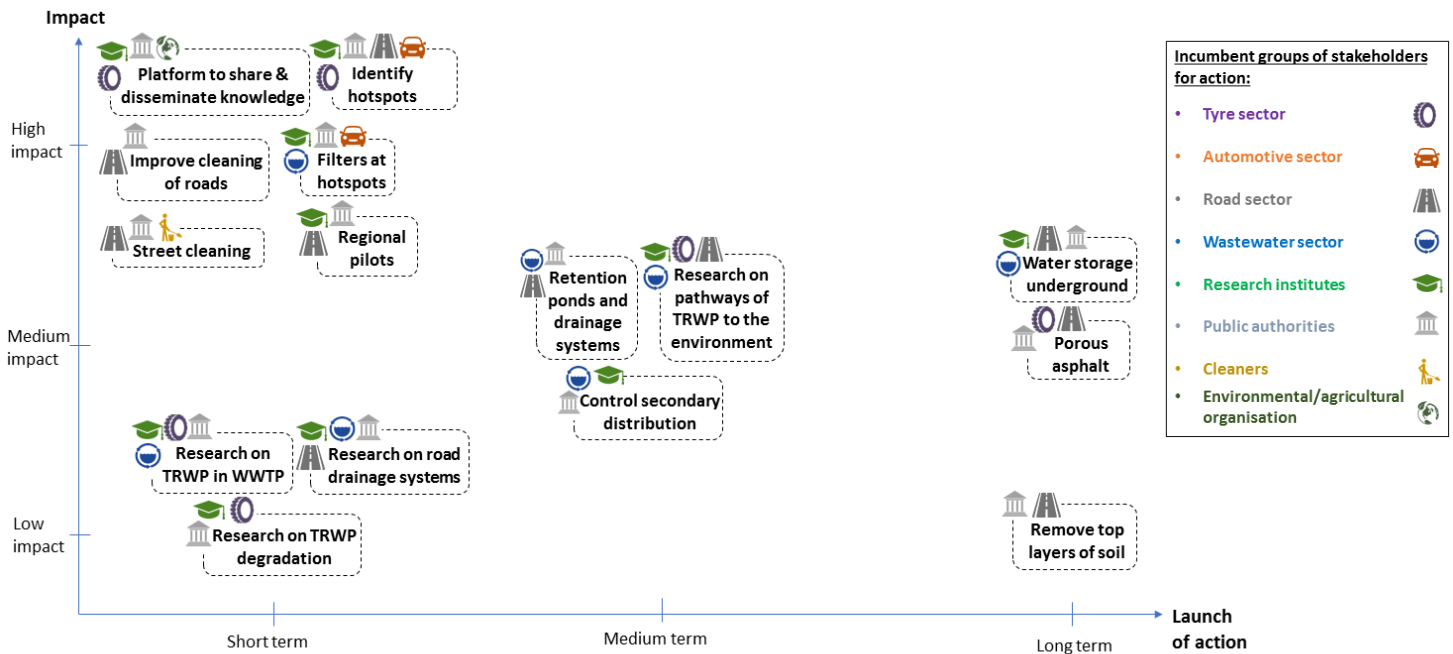 Impact
Platform to share &
disseminate knowledge
Identify
hotspots
High
impact
Improve cleaning
of roads
Filters at
hotspots
Street cleaning
Regional
pilots
Retention
ponds and
drainage
systems
Research on
pathways of
TRWP to the
environment
Water storage
underground
Medium
impact
Porous
asphalt
Control secondary
distribution
Research on
TRWP in WWTP
Research on road
drainage systems
Low
impact
Research on TRWP
degradation
Remove top
layers of soil
Short term
Medium term
Long term
Launch
of action
Incumbent groups of stakeholders
for action:
• Tyre sector
• Automotive sector
• Road sector
• Wastewater sector
• Research institutes
• Public authorities
• Cleaners
• Environmental/agricultural
organisation